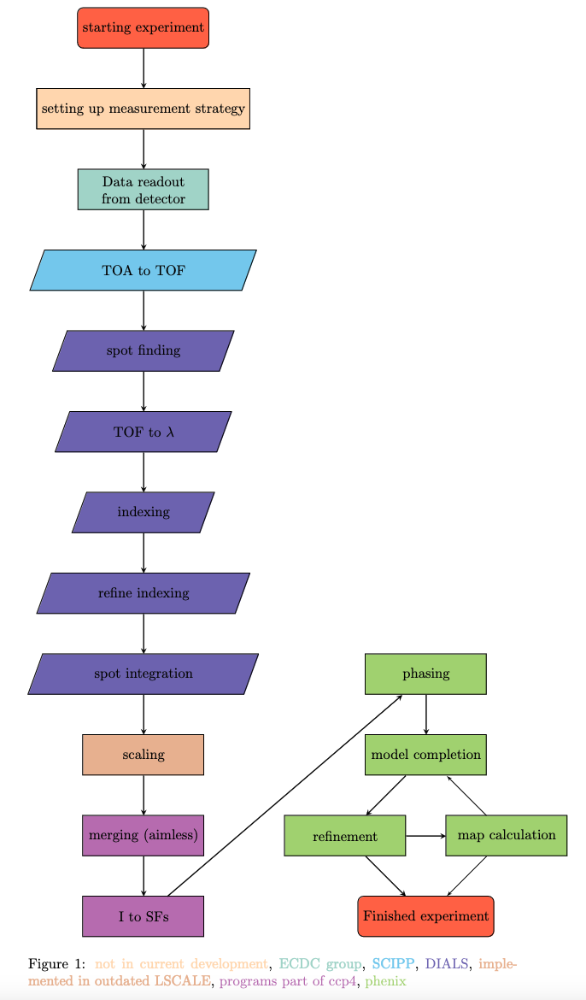 starting experiment
setting up measurement strategy
Data readout
from detector
TOA to TOF
spot finding
TOF to λ
indexing
refine indexing
spot integration
scaling
merging (aimless)
I to SFs
phasing
model completion
refinement
map calculation
Finished experiment
Figure 1: not in current development, ECDC group, SCIPP, DIALS, imple-
mented in outdated LSCALE, programs part of ccp4, phenix